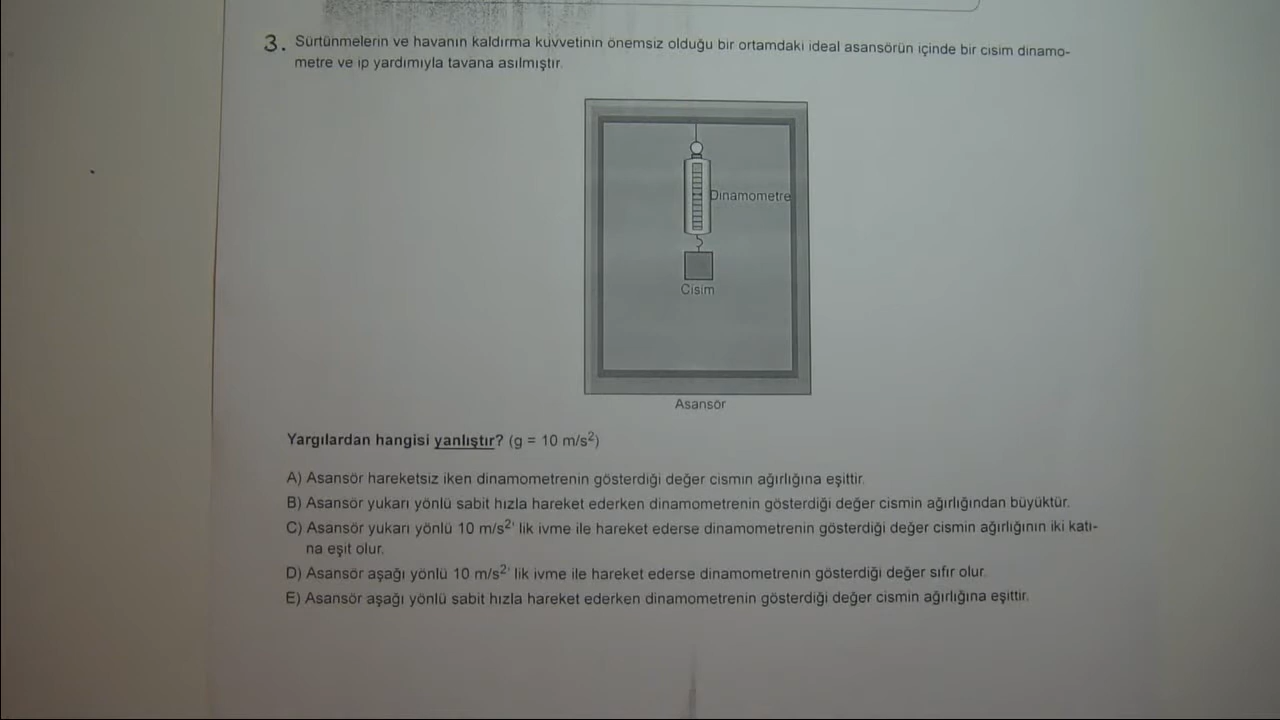 3. Sürtünmelerin ve havanın kaldırma kuvvetinin önemsiz olduğu bir ortamdaki ideal asansörün içinde bir cisim dinamo-
metre ve ip yardımıyla tavana asılmıştır.
Dinamometre
Cisim
Asansör
Yargılardan hangisi yanlıştır? (g = 10 m/s²)
A) Asansör hareketsiz iken dinamometrenin gösterdiği değer cismin ağırlığına eşittir.
B) Asansör yukarı yönlü sabit hızla hareket ederken dinamometrenin gösterdiği değer cismin ağırlığından büyüktür.
C) Asansör yukarı yönlü 10 m/s²' lik ivme ile hareket ederse dinamometrenin gösterdiği değer cismin ağırlığının iki katı-
na eşit olur.
D) Asansör aşağı yönlü 10 m/s²' lik ivme ile hareket ederse dinamometrenin gösterdiği değer sıfır olur.
E) Asansör aşağı yönlü sabit hızla hareket ederken dinamometrenin gösterdiği değer cismin ağırlığına eşittir.